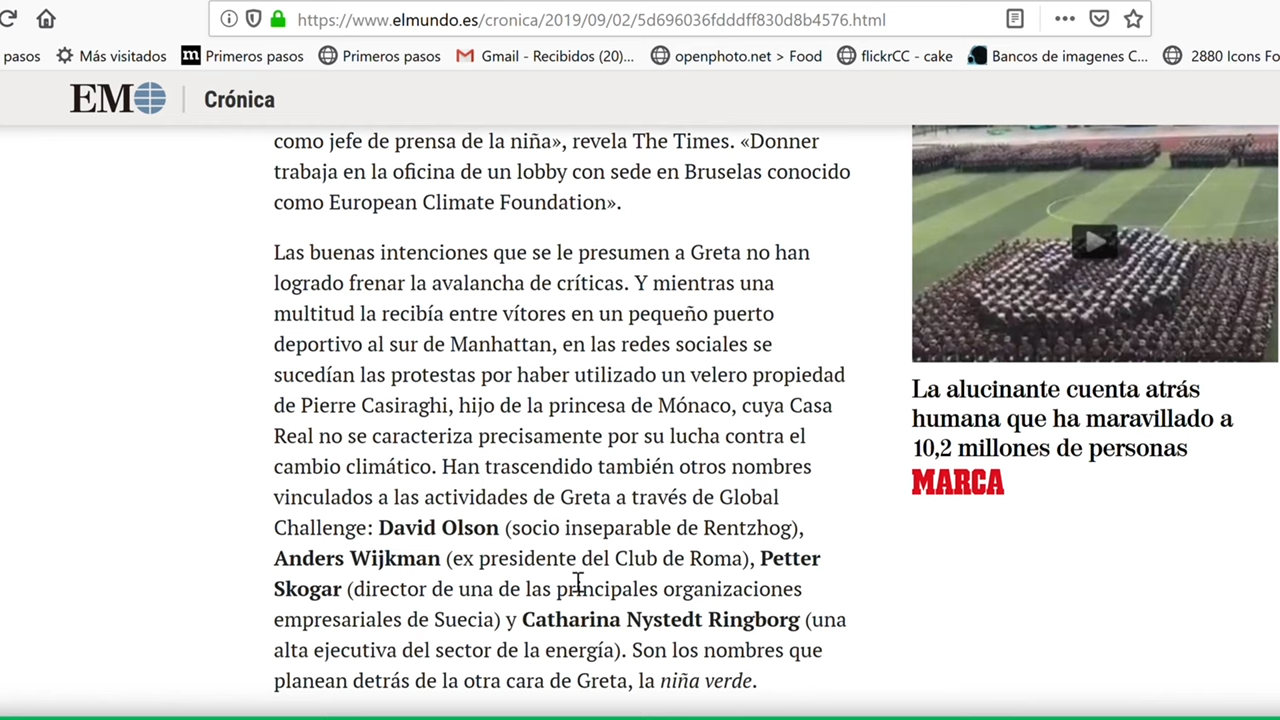 https://www.elmundo.es/cronica/2019/09/02/5d696036fdddff830d8b4576.html
pasos Más visitados Primeros pasos Primeros pasos Gmail - Recibidos (20)... openphoto.net > Food flickrCC - cake Bancos de imagenes C... 2880 Icons Fo
EM Crónica
como jefe de prensa de la niña», revela The Times. «Donner
trabaja en la oficina de un lobby con sede en Bruselas conocido
como European Climate Foundation».
Las buenas intenciones que se le presumen a Greta no han
logrado frenar la avalancha de críticas. Y mientras una
multitud la recibía entre vítores en un pequeño puerto
deportivo al sur de Manhattan, en las redes sociales se
sucedían las protestas por haber utilizado un velero propiedad
de Pierre Casiraghi, hijo de la princesa de Mónaco, cuya Casa
Real no se caracteriza precisamente por su lucha contra el
cambio climático. Han trascendido también otros nombres
vinculados a las actividades de Greta a través de Global
Challenge: David Olson (socio inseparable de Rentzhog),
Anders Wijkman (ex presidente del Club de Roma), Petter
Skogar (director de una de las principales organizaciones
empresariales de Suecia) y Catharina Nystedt Ringborg (una
alta ejecutiva del sector de la energía). Son los nombres que
planean detrás de la otra cara de Greta, la niña verde.
La alucinante cuenta atrás
humana que ha maravillado a
10,2 millones de personas
MARCA